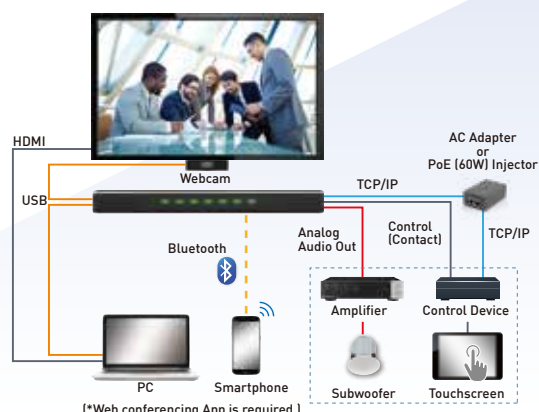 HDMI
AC Adapter
or
PoE (60W) Injector
Webcam
USB
TCP/IP
Analog
Audio Out
Control
(Contact)
TCP/IP
Bluetooth
Amplifier
Control Device
PC
Smartphone
Subwoofer
Touchscreen
(*Web conferencing App is required.)